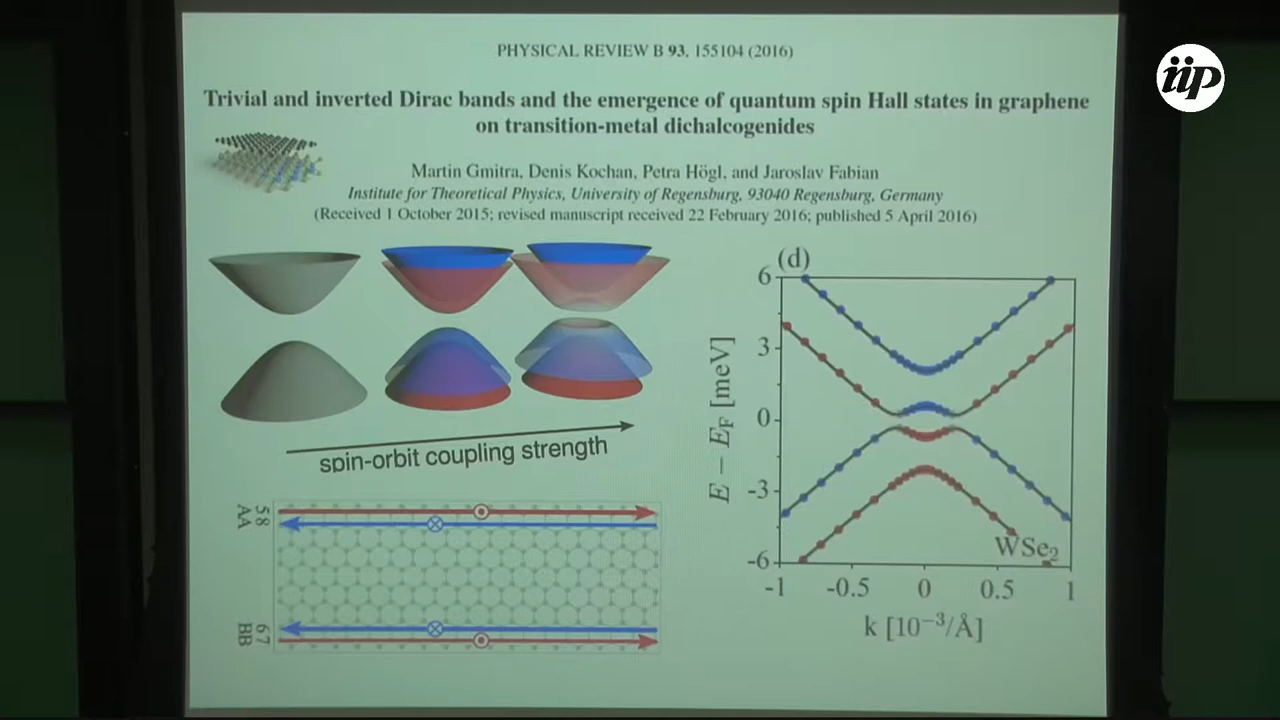 PHYSICAL REVIEW B 93, 155104 (2016)
iip
Trivial and inverted Dirac bands and the emergence of quantum spin Hall states in graphene
on transition-metal dichalcogenides
Martin Gmitra, Denis Kochan, Petra Högl, and Jaroslav Fabian
Institute for Theoretical Physics, University of Regensburg, 93040 Regensburg, Germany
(Received 1 October 2015; revised manuscript received 22 February 2016; published 5 April 2016)
spin-orbit coupling strength
58
AA
67
BB
(d)
6
3
0
-3
-6
E − E_F [meV]
WSe₂
-1 -0.5 0 0.5 1
k [10⁻³/Å]